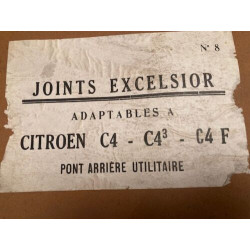 N° 8
JOINTS EXCELSIOR
ADAPTABLES A
CITROEN C4 - C4³ - C4 F
PONT ARRIÈRE UTILITAIRE